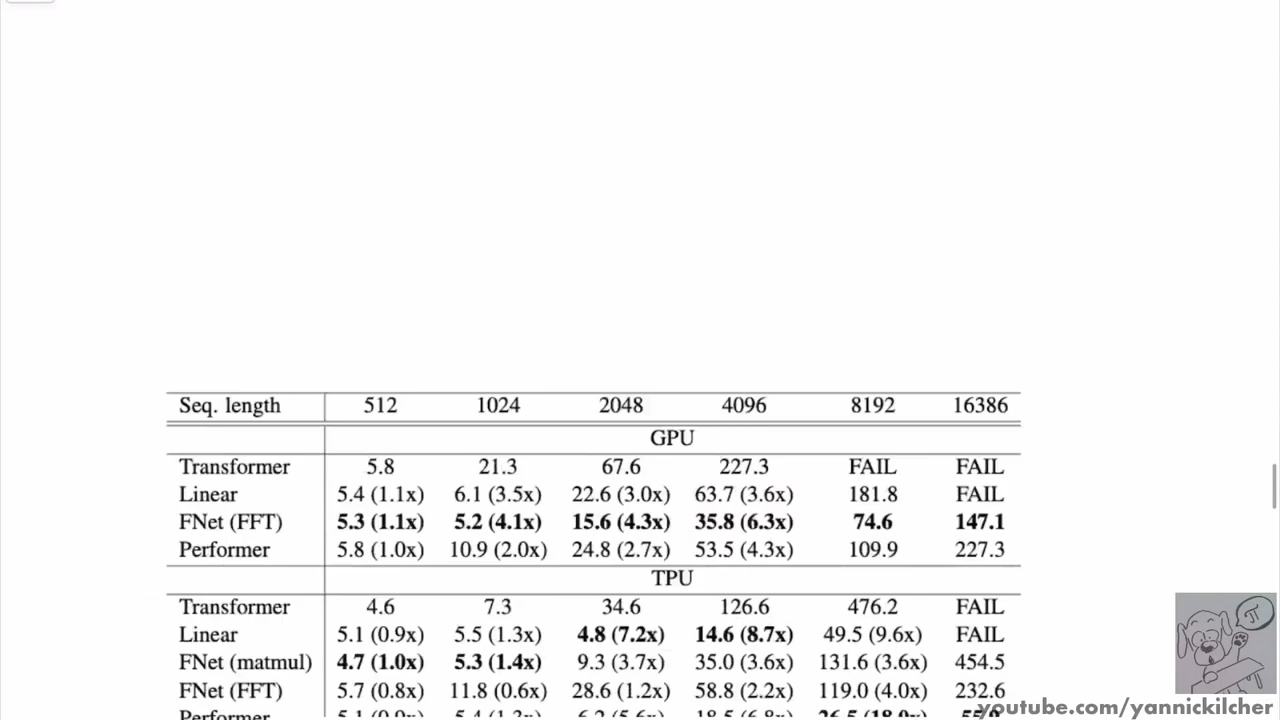 Seq. length 512 1024 2048 4096 8192 16386
GPU
Transformer 5.8 21.3 67.6 227.3 FAIL FAIL
Linear 5.4 (1.1x) 6.1 (3.5x) 22.6 (3.0x) 63.7 (3.6x) 181.8 FAIL
FNet (FFT) 5.3 (1.1x) 5.2 (4.1x) 15.6 (4.3x) 35.8 (6.3x) 74.6 147.1
Performer 5.8 (1.0x) 10.9 (2.0x) 24.8 (2.7x) 53.5 (4.3x) 109.9 227.3
TPU
Transformer 4.6 7.3 34.6 126.6 476.2 FAIL
Linear 5.1 (0.9x) 5.5 (1.3x) 4.8 (7.2x) 14.6 (8.7x) 49.5 (9.6x) FAIL
FNet (matmul) 4.7 (1.0x) 5.3 (1.4x) 9.3 (3.7x) 35.0 (3.6x) 131.6 (3.6x) 454.5
FNet (FFT) 5.7 (0.8x) 11.8 (0.6x) 28.6 (1.2x) 58.8 (2.2x) 119.0 (4.0x) 232.6
Performer
π
youtube.com/yannickilcher